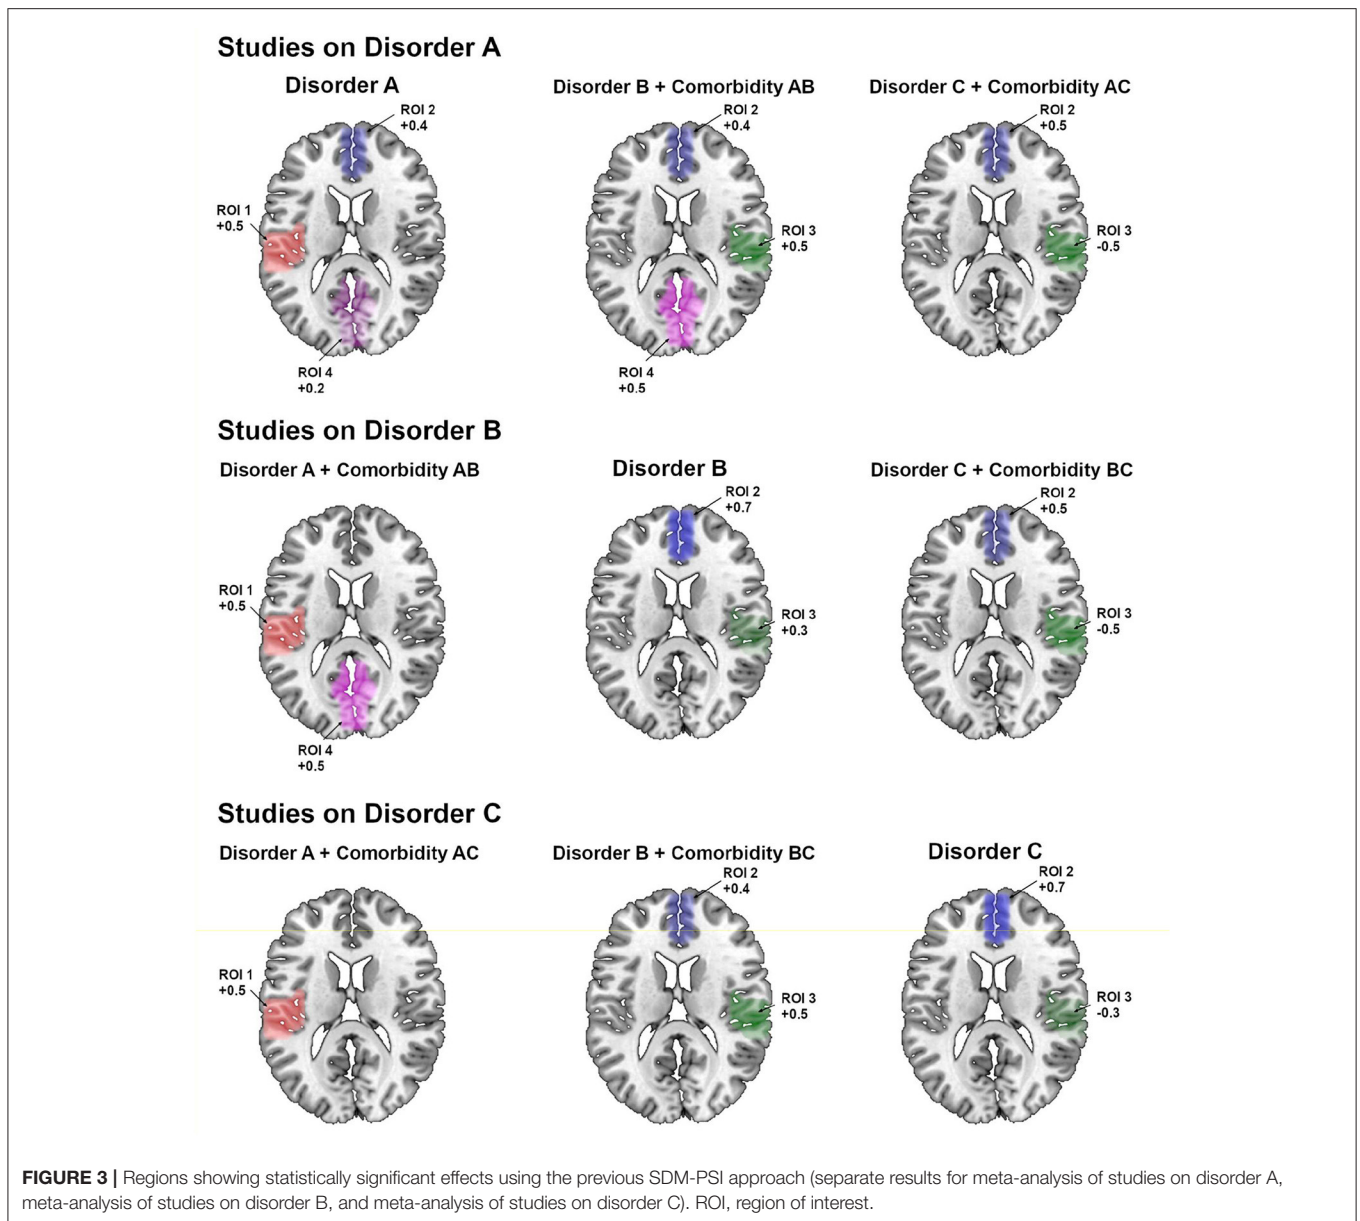 Studies on Disorder A
Disorder A
ROI 2
+0.4
ROI 1
+0.5
ROI 4
+0.2
Disorder B + Comorbidity AB
ROI 2
+0.4
ROI 3
+0.5
ROI 4
+0.5
Disorder C + Comorbidity AC
ROI 2
+0.5
ROI 3
-0.5
Studies on Disorder B
Disorder A + Comorbidity AB
ROI 1
+0.5
ROI 4
+0.5
Disorder B
ROI 2
+0.7
ROI 3
+0.3
Disorder C + Comorbidity BC
ROI 2
+0.5
ROI 3
-0.5
Studies on Disorder C
Disorder A + Comorbidity AC
ROI 1
+0.5
Disorder B + Comorbidity BC
ROI 2
+0.4
ROI 3
+0.5
Disorder C
ROI 2
+0.7
ROI 3
-0.3
FIGURE 3 | Regions showing statistically significant effects using the previous SDM-PSI approach (separate results for meta-analysis of studies on disorder A,
meta-analysis of studies on disorder B, and meta-analysis of studies on disorder C). ROI, region of interest.